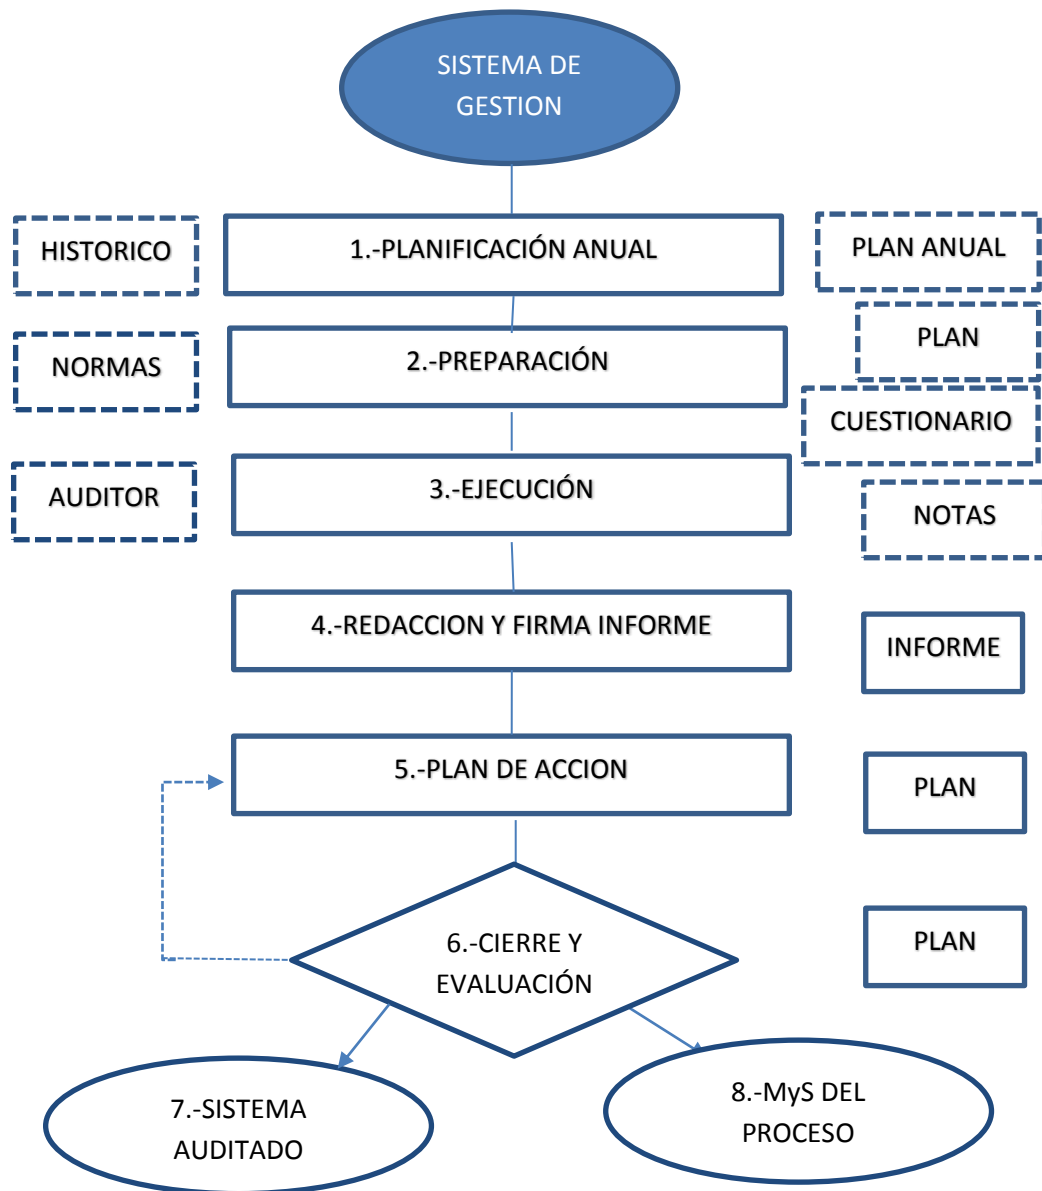 SISTEMA DE
GESTION
HISTORICO
1.-PLANIFICACIÓN ANUAL
PLAN ANUAL
NORMAS
2.-PREPARACIÓN
PLAN
CUESTIONARIO
AUDITOR
3.-EJECUCIÓN
NOTAS
4.-REDACCION Y FIRMA INFORME
INFORME
5.-PLAN DE ACCION
PLAN
6.-CIERRE Y
EVALUACIÓN
PLAN
7.-SISTEMA
AUDITADO
8.-MyS DEL
PROCESO